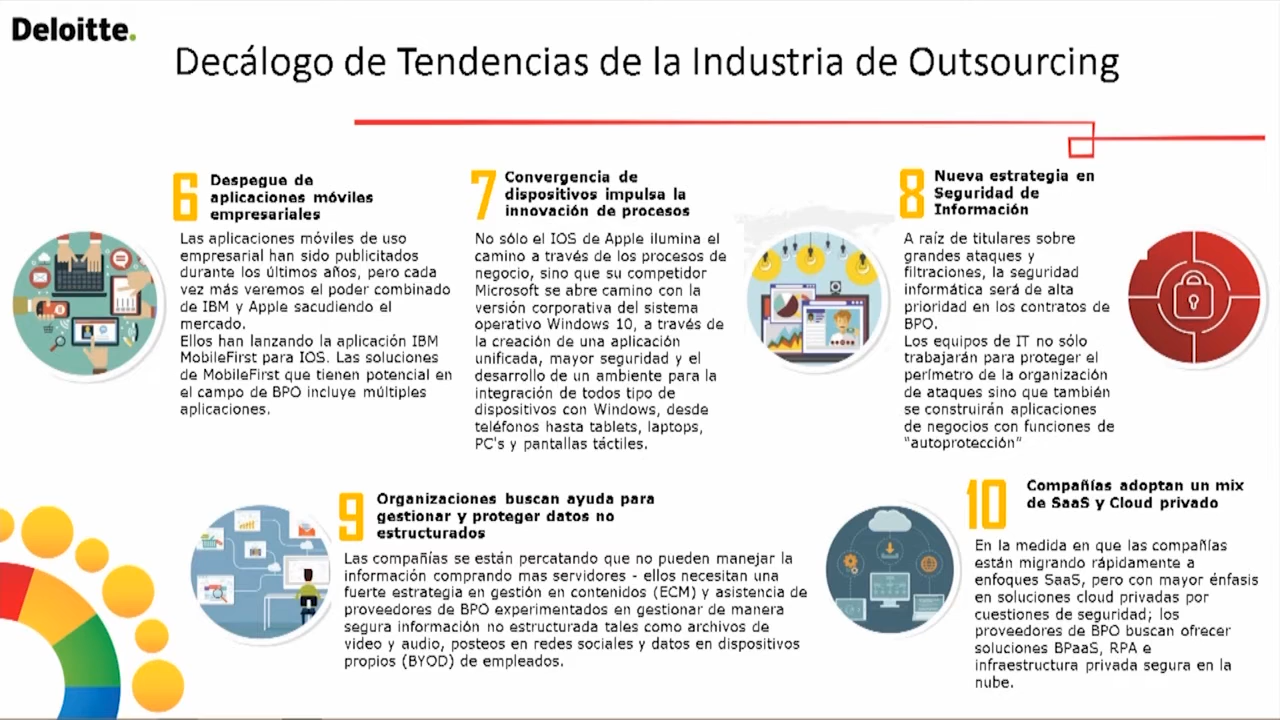 Deloitte.
Decálogo de Tendencias de la Industria de Outsourcing
6
Despegue de
aplicaciones móviles
empresariales
Las aplicaciones móviles de uso
empresarial han sido publicitados
durante los últimos años, pero cada
vez más veremos el poder combinado
de IBM y Apple sacudiendo el
mercado.
Ellos han lanzando la aplicación IBM
MobileFirst para IOS. Las soluciones
de MobileFirst que tienen potencial en
el campo de BPO incluye múltiples
aplicaciones.
7
Convergencia de
dispositivos impulsa la
innovación de procesos
No sólo el IOS de Apple ilumina el
camino a través de los procesos de
negocio, sino que su competidor
Microsoft se abre camino con la
versión corporativa del sistema
operativo Windows 10, a través de
la creación de una aplicación
unificada, mayor seguridad y el
desarrollo de un ambiente para la
integración de todos tipo de
dispositivos con Windows, desde
teléfonos hasta tablets, laptops,
PC's y pantallas táctiles.
8
Nueva estrategia en
Seguridad de
Información
A raíz de titulares sobre
grandes ataques y
filtraciones, la seguridad
informática será de alta
prioridad en los contratos de
BPO.
Los equipos de IT no sólo
trabajarán para proteger el
perímetro de la organización
de ataques sino que también
se construirán aplicaciones
de negocios con funciones de
"autoprotección"
9
Organizaciones buscan ayuda para
gestionar y proteger datos no
estructurados
Las compañías se están percatando que no pueden manejar la
información comprando mas servidores - ellos necesitan una
fuerte estrategia en gestión en contenidos (ECM) y asistencia de
proveedores de BPO experimentados en gestionar de manera
segura información no estructurada tales como archivos de
video y audio, posteos en redes sociales y datos en dispositivos
propios (BYOD) de empleados.
10
Compañías adoptan un mix
de SaaS y Cloud privado
En la medida en que las compañías
están migrando rápidamente a
enfoques SaaS, pero con mayor énfasis
en soluciones cloud privadas por
cuestiones de seguridad; los
proveedores de BPO buscan ofrecer
soluciones BPaaS, RPA e
infraestructura privada segura en la
nube.